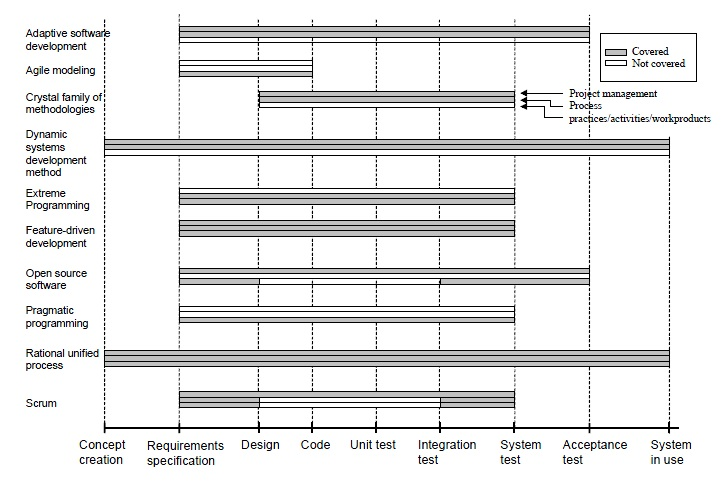 Adaptive software
development
Covered
Not covered
Agile modeling
Crystal family of
methodologies
Project management
Process
practices/activities/workproducts
Dynamic
systems
development
method
Extreme
Programming
Feature-driven
development
Open source
software
Pragmatic
programming
Rational unified
process
Scrum
Concept
creation
Requirements
specification
Design
Code
Unit test
Integration
test
System
test
Acceptance
test
System
in use